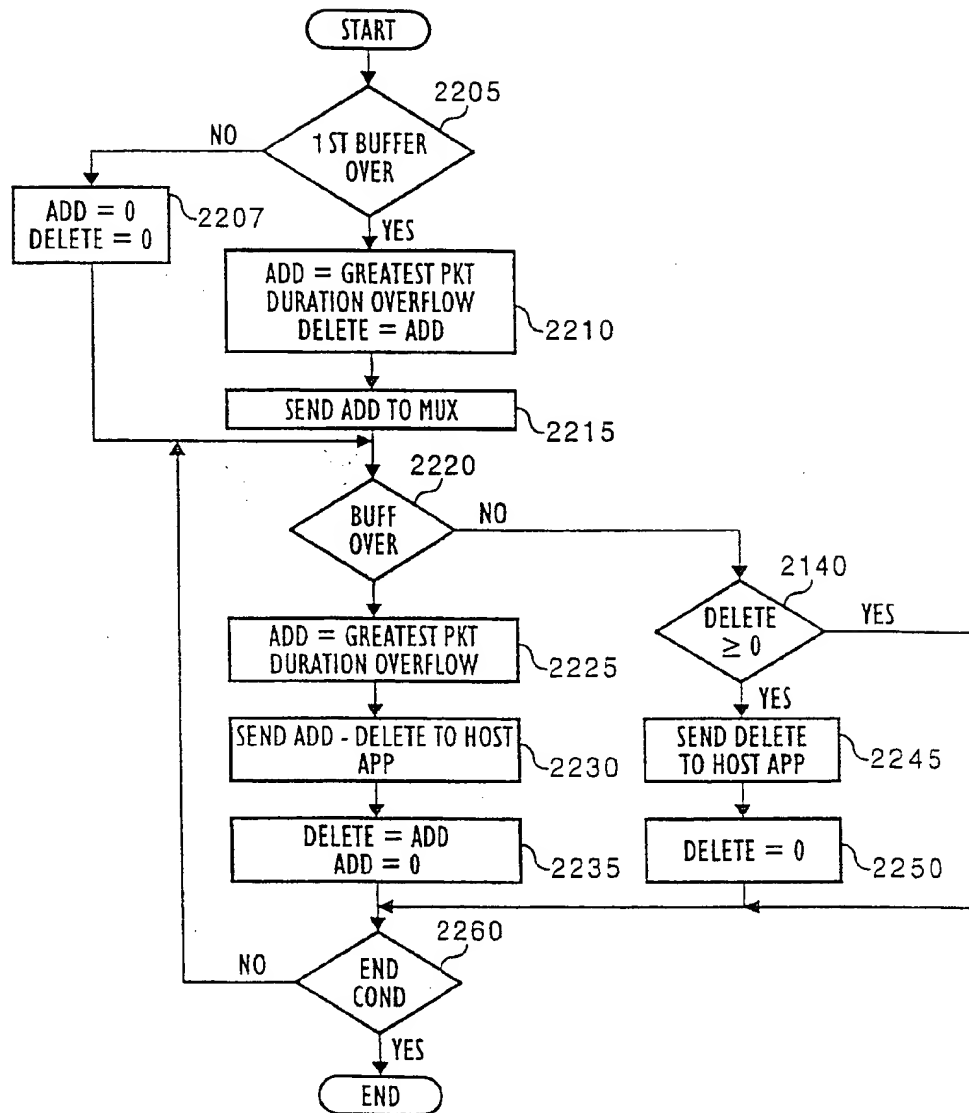 START
2205
NO
1 ST BUFFER
OVER
ADD = 0
DELETE = 0
2207
YES
ADD = GREATEST PKT
DURATION OVERFLOW
DELETE = ADD
2210
SEND ADD TO MUX
2215
2220
BUFF
OVER
NO
2140
DELETE
≥ 0
YES
ADD = GREATEST PKT
DURATION OVERFLOW
2225
YES
SEND ADD - DELETE TO HOST
APP
2230
SEND DELETE
TO HOST APP
2245
DELETE = ADD
ADD = 0
2235
DELETE = 0
2250
2260
NO
END
COND
YES
END